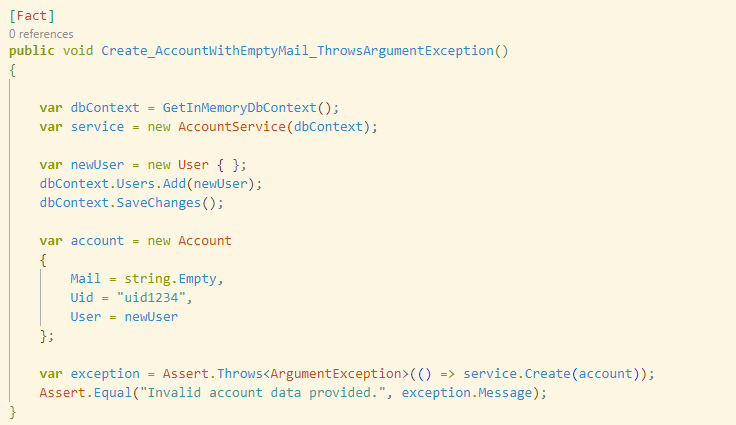 [Fact]
0 references
public void Create_AccountWithEmptyMail_ThrowsArgumentException()
{
var dbContext = GetInMemoryDbContext();
var service = new AccountService(dbContext);
var newUser = new User { };
dbContext.Users.Add(newUser);
dbContext.SaveChanges();
var account = new Account
{
Mail = string.Empty,
Uid = "uid1234",
User = newUser
};
var exception = Assert.Throws<ArgumentException>(() => service.Create(account));
Assert.Equal("Invalid account data provided.", exception.Message);
}